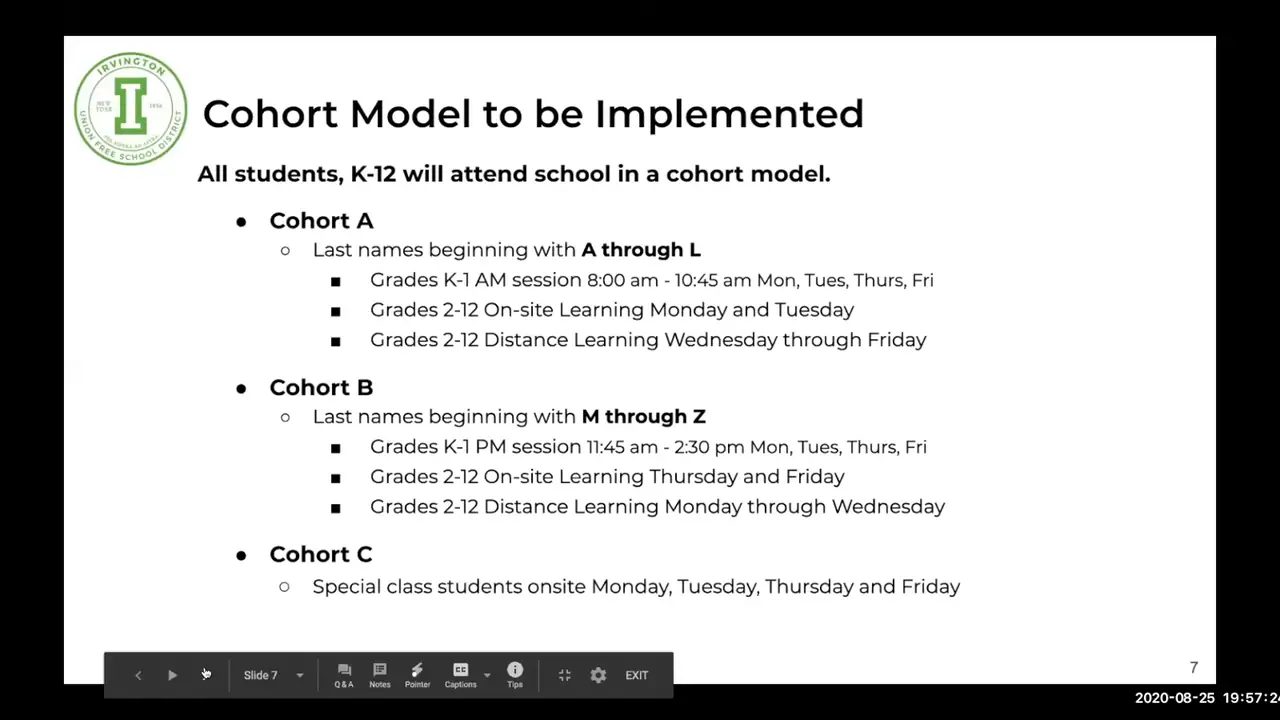 IRVINGTON
UNION FREE SCHOOL DISTRICT
I
Cohort Model to be Implemented
All students, K-12 will attend school in a cohort model.
● Cohort A
○ Last names beginning with A through L
■ Grades K-1 AM session 8:00 am - 10:45 am Mon, Tues, Thurs, Fri
■ Grades 2-12 On-site Learning Monday and Tuesday
■ Grades 2-12 Distance Learning Wednesday through Friday
● Cohort B
○ Last names beginning with M through Z
■ Grades K-1 PM session 11:45 am - 2:30 pm Mon, Tues, Thurs, Fri
■ Grades 2-12 On-site Learning Thursday and Friday
■ Grades 2-12 Distance Learning Monday through Wednesday
● Cohort C
○ Special class students onsite Monday, Tuesday, Thursday and Friday
Slide 7
Q & A
Notes
Pointer
CC
Captions
Tips
EXIT
7
2020-08-25 19:57:24